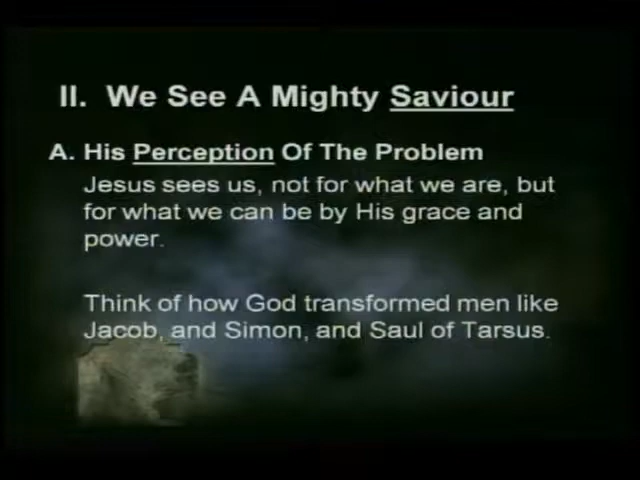 II. We See A Mighty Saviour
A. His Perception Of The Problem
Jesus sees us, not for what we are, but
for what we can be by His grace and
power.
Think of how God transformed men like
Jacob, and Simon, and Saul of Tarsus.